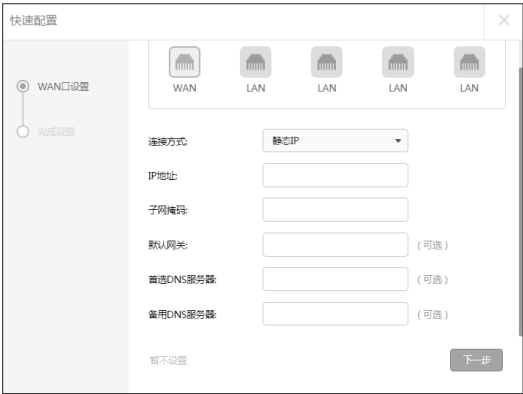 快速配置
WAN LAN LAN LAN LAN
WAN口设置
完成设置
连接方式: 静态IP
IP地址:
子网掩码:
默认网关: (可选)
首选DNS服务器: (可选)
备用DNS服务器: (可选)
暂不设置 下一步